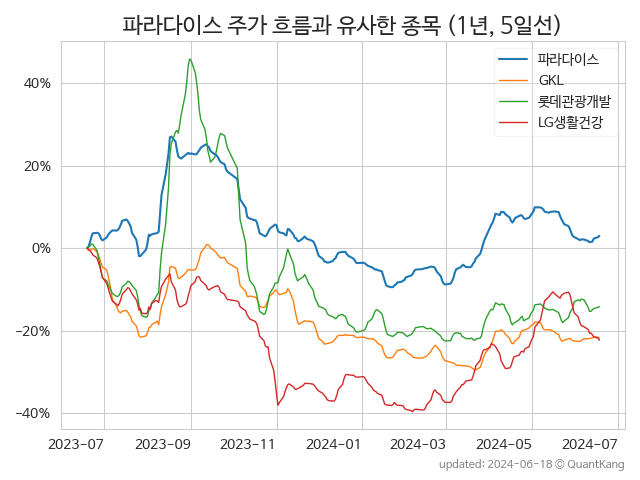 파라다이스 주가 흐름과 유사한 종목 (1년, 5일선)
파라다이스
GKL
롯데관광개발
LG생활건강
40%
20%
0%
−20%
−40%
2023-07 2023-09 2023-11 2024-01 2024-03 2024-05 2024-07
updated: 2024-06-18 © QuantKang